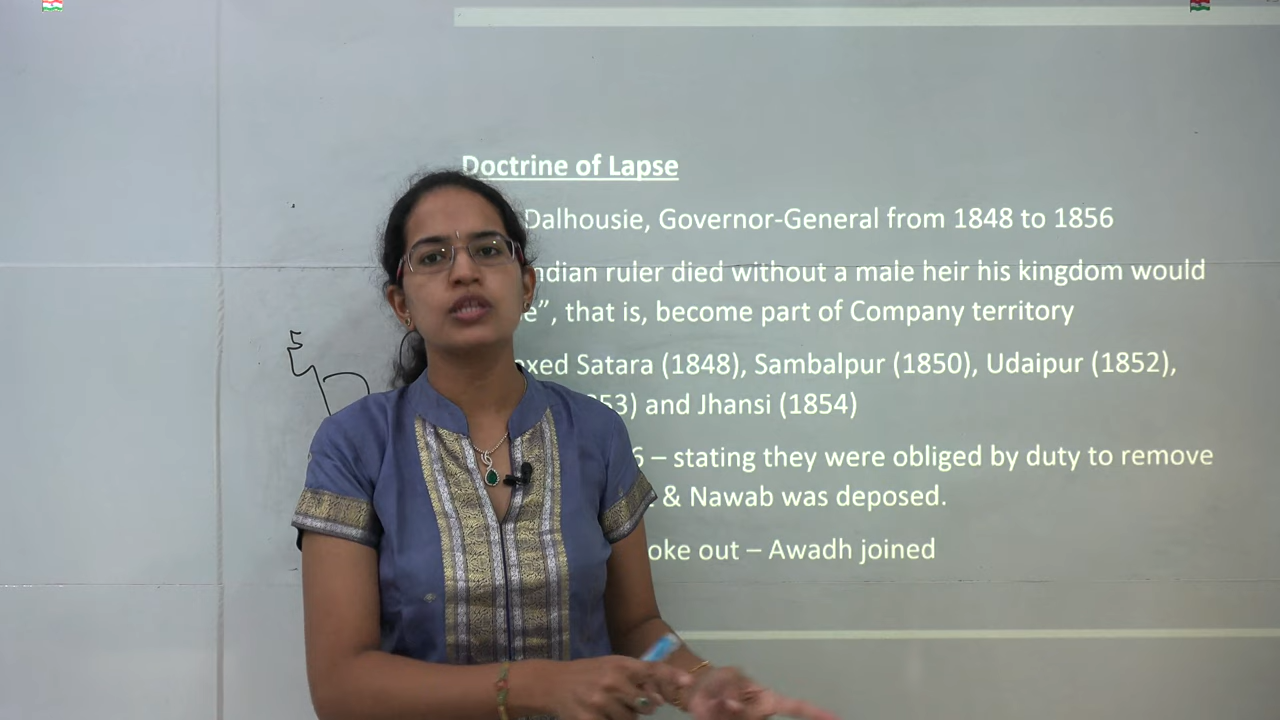 Doctrine of Lapse
Dalhousie, Governor-General from 1848 to 1856
ndian ruler died without a male heir his kingdom would
e”, that is, become part of Company territory
exed Satara (1848), Sambalpur (1850), Udaipur (1852),
53) and Jhansi (1854)
6 – stating they were obliged by duty to remove
& Nawab was deposed.
oke out – Awadh joined